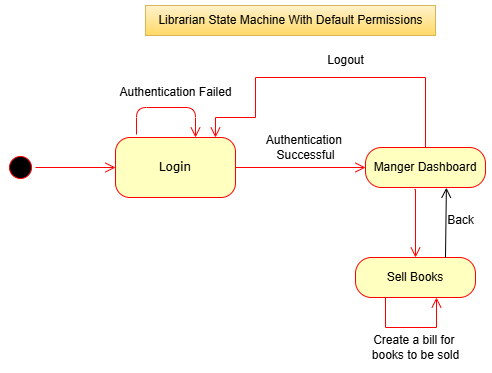 Librarian State Machine With Default Permissions
Logout
Authentication Failed
Authentication
Successful
Login
Manger Dashboard
Back
Sell Books
Create a bill for
books to be sold